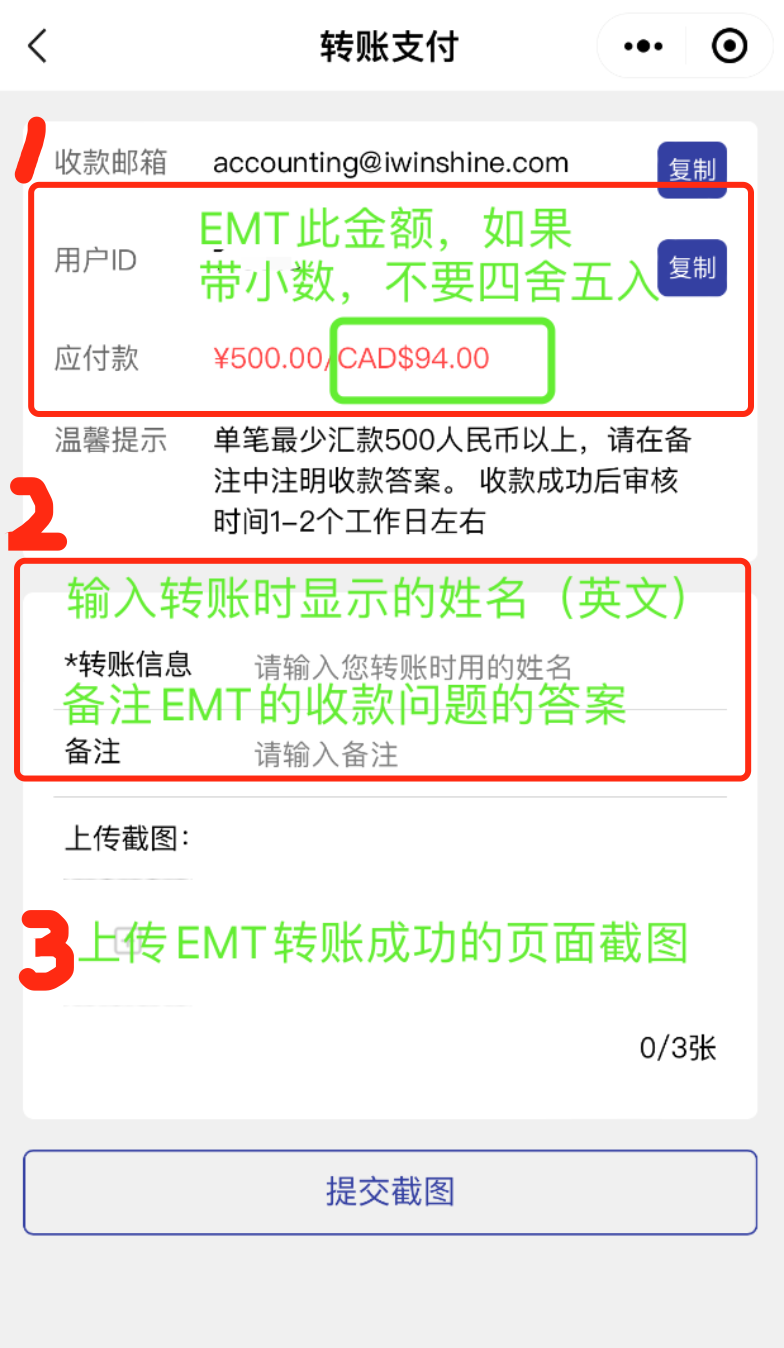 转账支付
1
收款邮箱 accounting@iwinshine.com 复制
EMT此金额，如果
用户ID 复制
带小数，不要四舍五入
应付款 ¥500.00/CAD$94.00
温馨提示 单笔最少汇款500人民币以上，请在备
注中注明收款答案。 收款成功后审核
时间1-2个工作日左右
2
输入转账时显示的姓名（英文）
*转账信息 请输入您转账时用的姓名
备注EMT的收款问题的答案
备注 请输入备注
上传截图：
3 上传EMT转账成功的页面截图
0/3张
提交截图